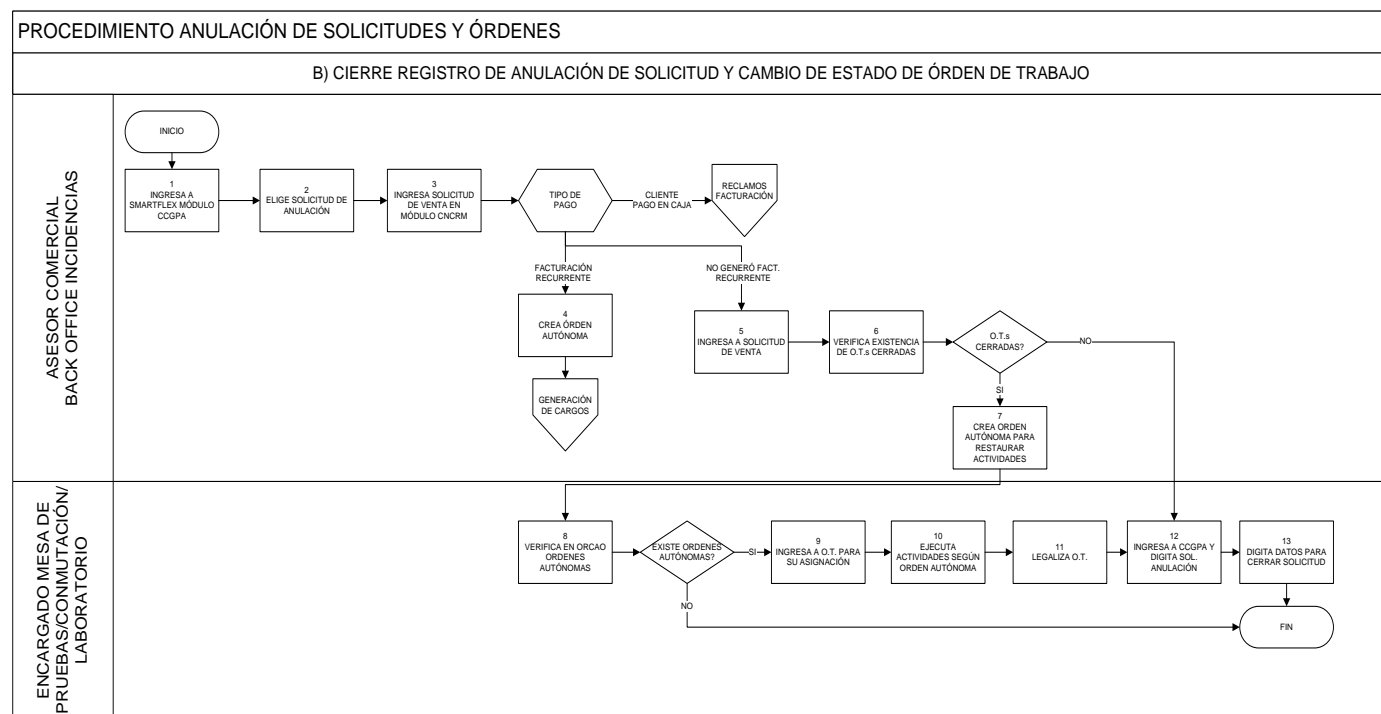 PROCEDIMIENTO ANULACIÓN DE SOLICITUDES Y ÓRDENES
B) CIERRE REGISTRO DE ANULACIÓN DE SOLICITUD Y CAMBIO DE ESTADO DE ÓRDEN DE TRABAJO
ASESOR COMERCIAL
BACK OFFICE INCIDENCIAS
INICIO
1
INGRESA A
SMARTFLEX MÓDULO
CCGPA
2
ELIGE SOLICITUD DE
ANULACIÓN
3
INGRESA SOLICITUD
DE VENTA EN
MÓDULO CNCRM
TIPO DE
PAGO
CLIENTE
PAGO EN CAJA
RECLAMOS
FACTURACIÓN
FACTURACIÓN
RECURRENTE
NO GENERÓ FACT.
RECURRENTE
4
CREA ÓRDEN
AUTÓNOMA
GENERACIÓN
DE CARGOS
5
INGRESA A SOLICITUD
DE VENTA
6
VERIFICA EXISTENCIA
DE O.T.s CERRADAS
O.T.s
CERRADAS?
NO
SI
7
CREA ORDEN
AUTÓNOMA PARA
RESTAURAR
ACTIVIDADES
ENCARGADO MESA DE
PRUEBAS/CONMUTACIÓN/
LABORATORIO
8
VERIFICA EN ORCAO
ORDENES
AUTÓNOMAS
EXISTE ORDENES
AUTÓNOMAS?
SI
NO
9
INGRESA A O.T. PARA
SU ASIGNACIÓN
10
EJECUTA
ACTIVIDADES SEGÚN
ORDEN AUTÓNOMA
11
LEGALIZA O.T.
12
INGRESA A CCGPA Y
DIGITA SOL.
ANULACIÓN
13
DIGITA DATOS PARA
CERRAR SOLICITUD
FIN